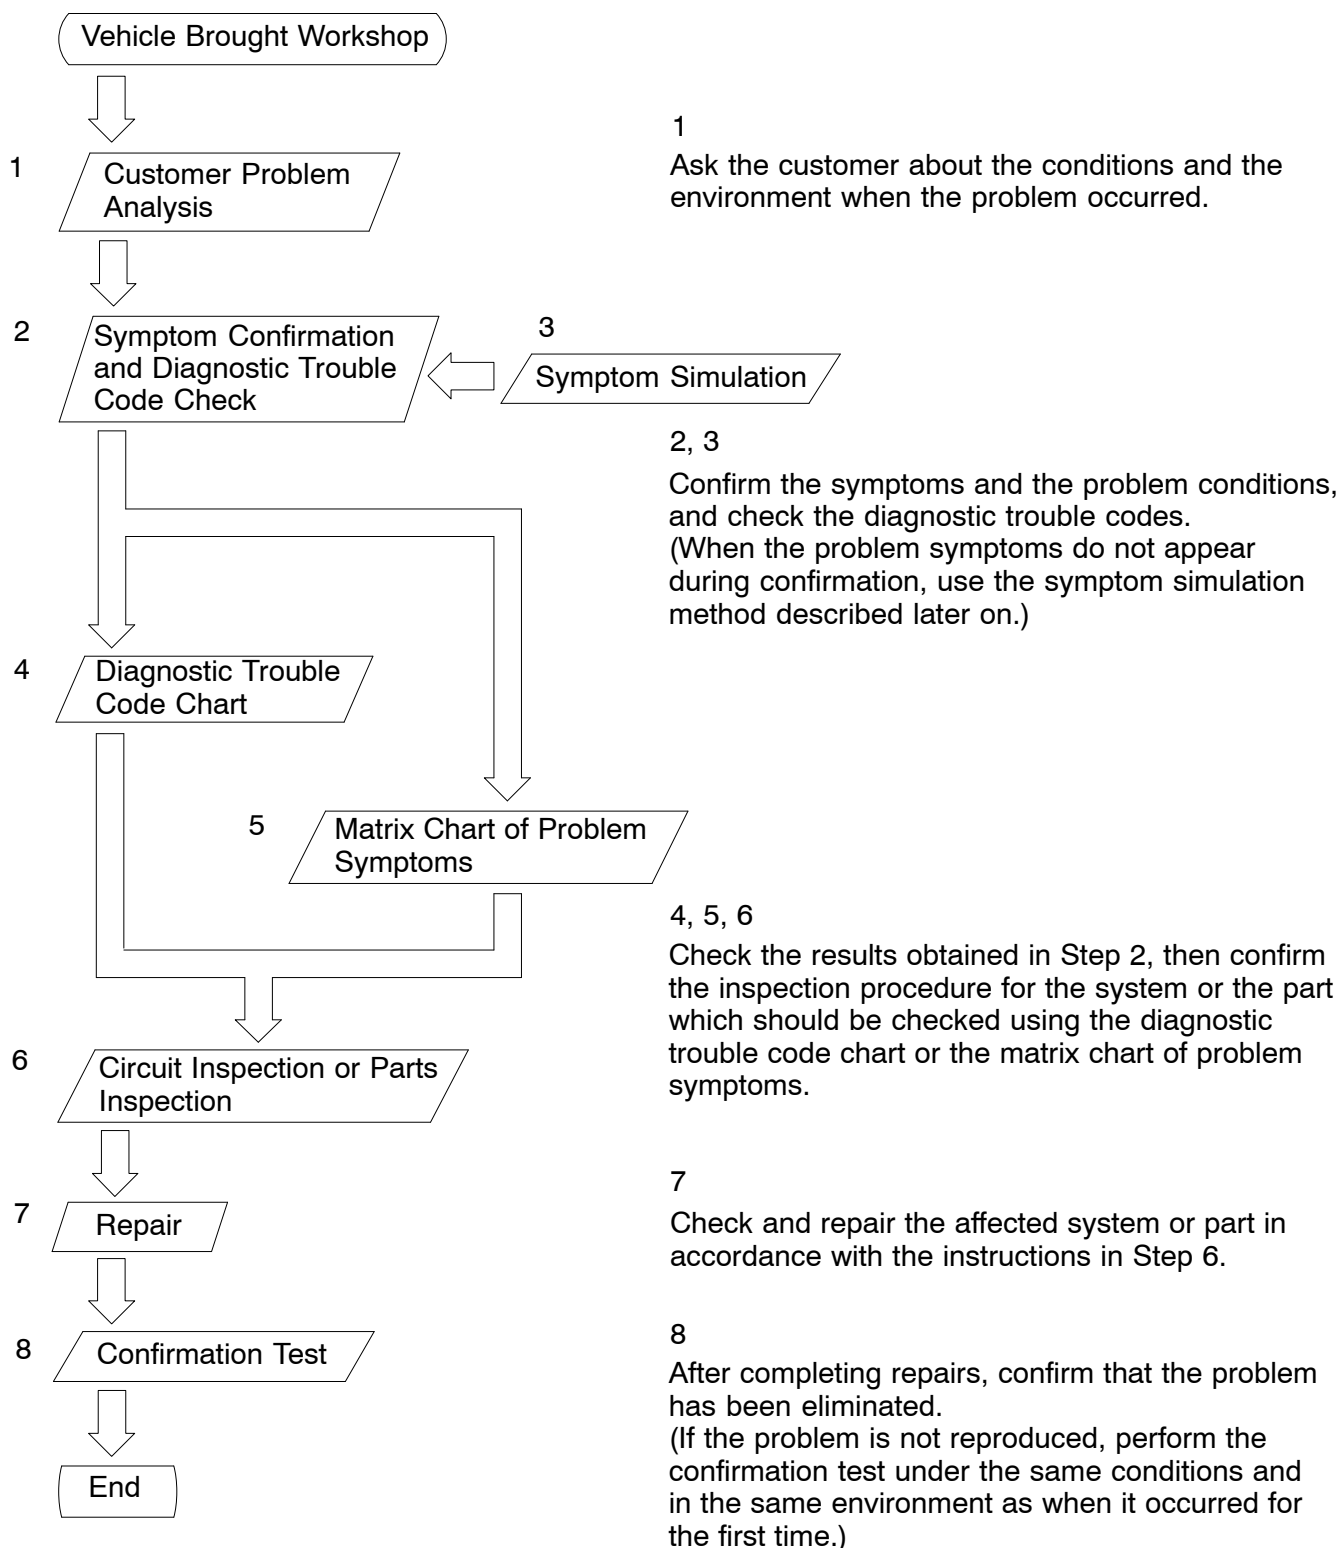 Vehicle Brought Workshop
1
Customer Problem
Analysis
1
Ask the customer about the conditions and the
environment when the problem occurred.
2
Symptom Confirmation
and Diagnostic Trouble
Code Check
3
Symptom Simulation
2, 3
Confirm the symptoms and the problem conditions,
and check the diagnostic trouble codes.
(When the problem symptoms do not appear
during confirmation, use the symptom simulation
method described later on.)
4
Diagnostic Trouble
Code Chart
5
Matrix Chart of Problem
Symptoms
4, 5, 6
Check the results obtained in Step 2, then confirm
the inspection procedure for the system or the part
which should be checked using the diagnostic
trouble code chart or the matrix chart of problem
symptoms.
6
Circuit Inspection or Parts
Inspection
7
Repair
7
Check and repair the affected system or part in
accordance with the instructions in Step 6.
8
Confirmation Test
8
After completing repairs, confirm that the problem
has been eliminated.
(If the problem is not reproduced, perform the
confirmation test under the same conditions and
in the same environment as when it occurred for
the first time.)
End